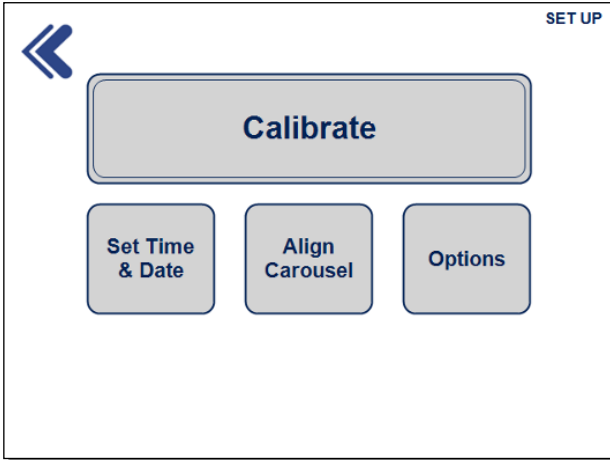 SET UP
Calibrate
Set Time
& Date
Align
Carousel
Options